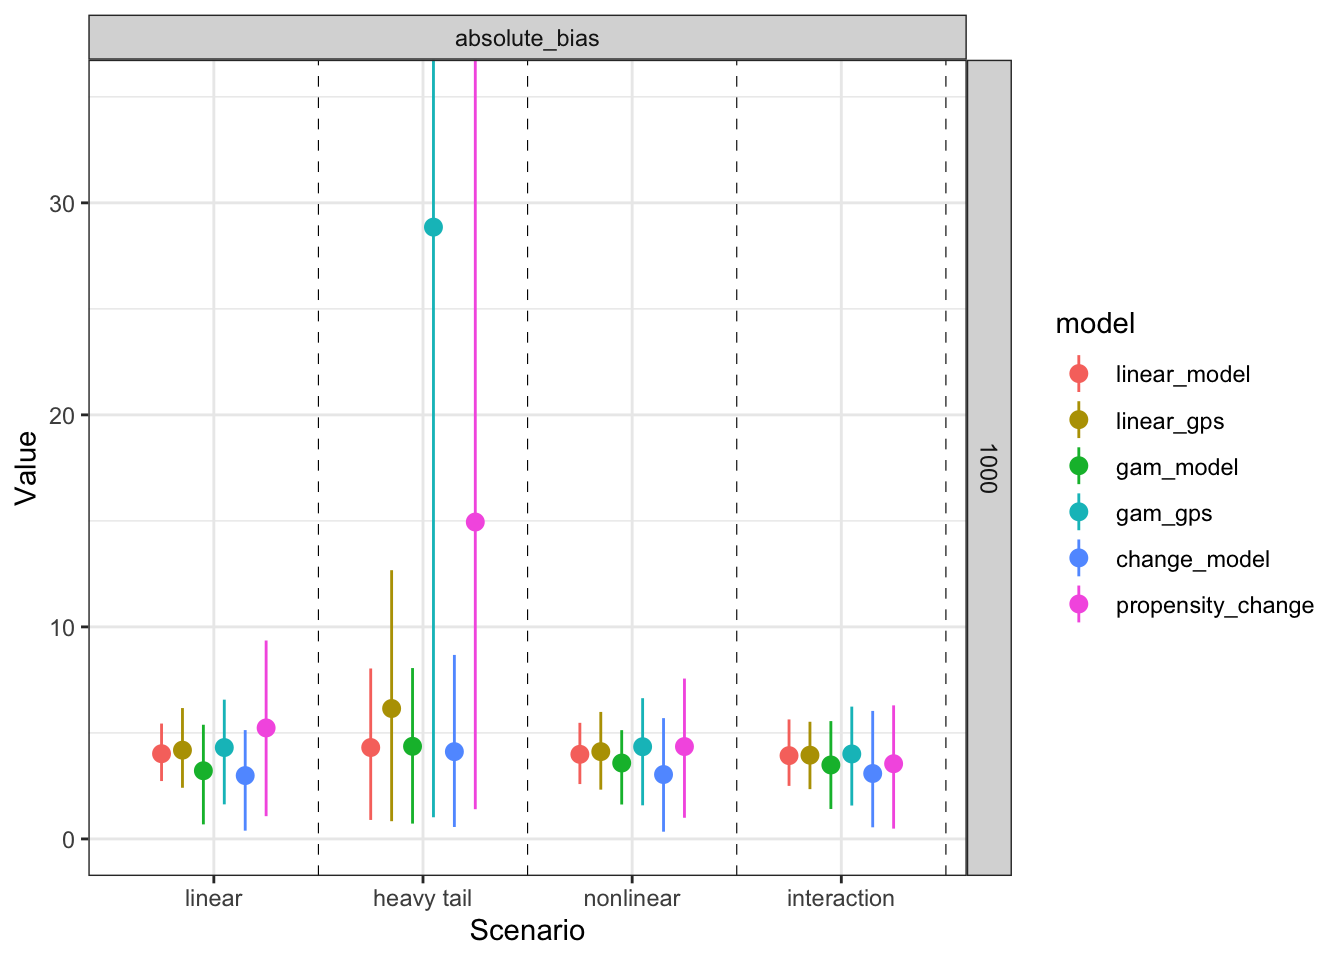 absolute_bias
1000
30
20
10
0
Value
linear
heavy tail
nonlinear
interaction
Scenario
model
linear_model
linear_gps
gam_model
gam_gps
change_model
propensity_change